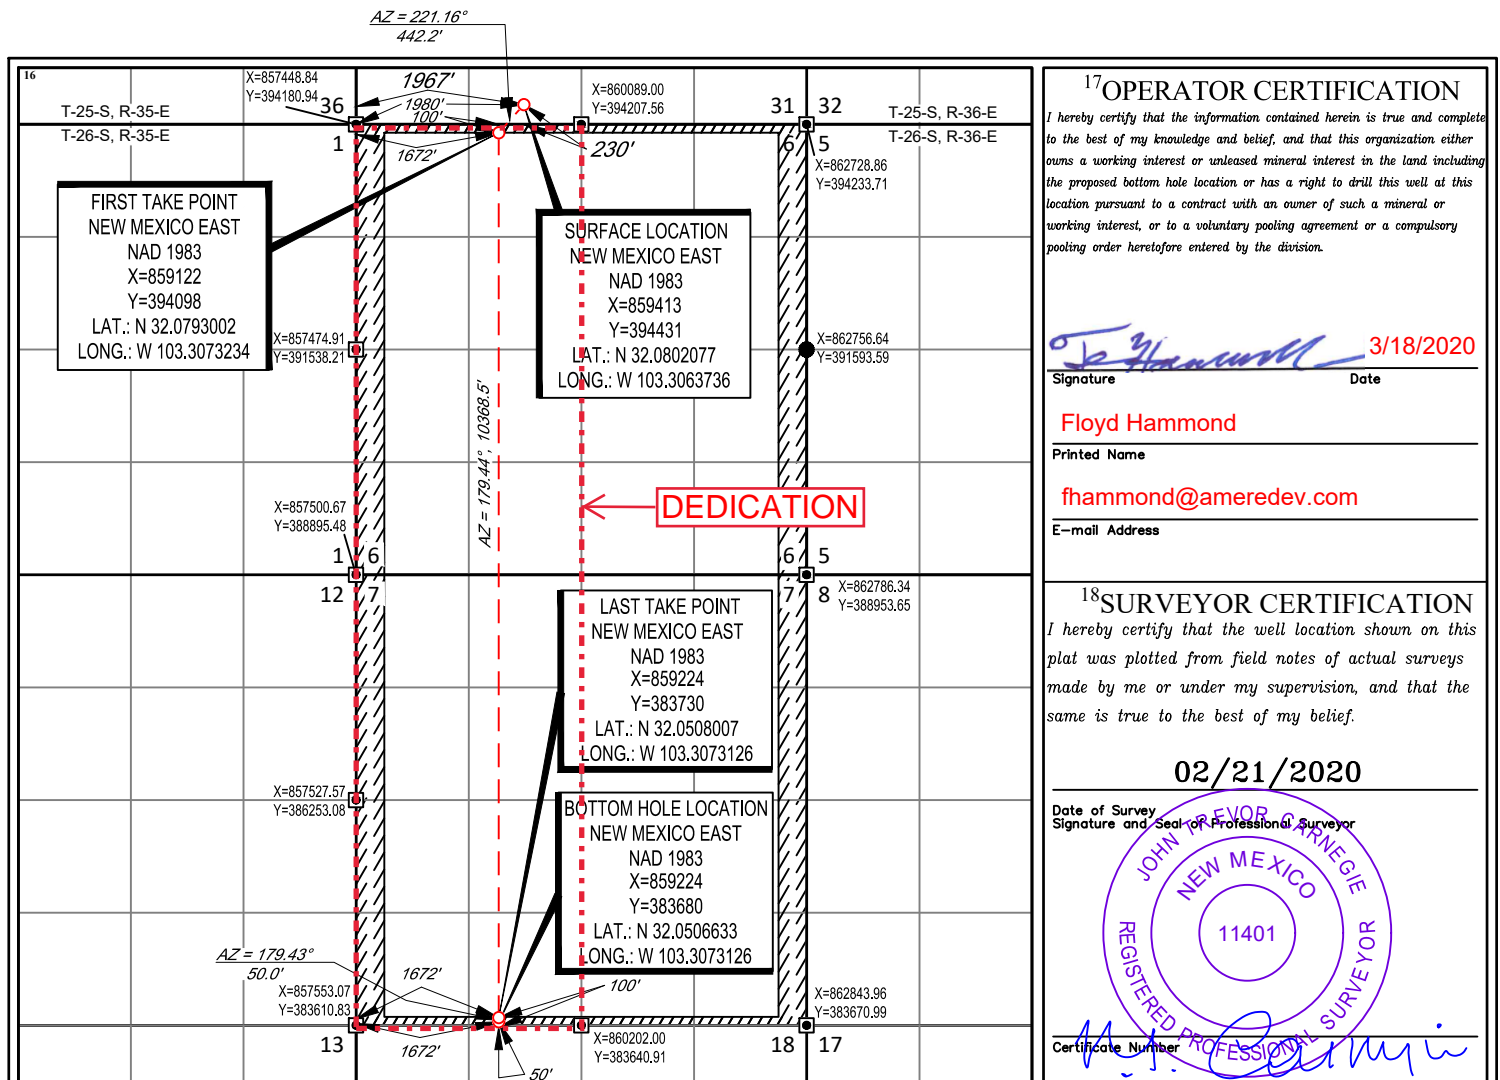 AZ = 221.16°
442.2'
16
X=857448.84
Y=394180.94
1967'
1980'
100'
1672'
X=860089.00
Y=394207.56
230'
36
31
32
T-25-S, R-35-E
T-26-S, R-35-E
T-25-S, R-36-E
T-26-S, R-36-E
1
6
5
X=862728.86
Y=394233.71
FIRST TAKE POINT
NEW MEXICO EAST
NAD 1983
X=859122
Y=394098
LAT.: N 32.0793002
LONG.: W 103.3073234
SURFACE LOCATION
NEW MEXICO EAST
NAD 1983
X=859413
Y=394431
LAT.: N 32.0802077
LONG.: W 103.3063736
X=857474.91
Y=391538.21
X=862756.64
Y=391593.59
AZ = 179.44°, 10368.5'
DEDICATION
X=857500.67
Y=388895.48
1
6
6
5
12
7
7
8
X=862786.34
Y=388953.65
LAST TAKE POINT
NEW MEXICO EAST
NAD 1983
X=859224
Y=383730
LAT.: N 32.0508007
LONG.: W 103.3073126
X=857527.57
Y=386253.08
BOTTOM HOLE LOCATION
NEW MEXICO EAST
NAD 1983
X=859224
Y=383680
LAT.: N 32.0506633
LONG.: W 103.3073126
AZ = 179.43°
50.0'
X=857553.07
Y=383610.83
1672'
100'
1672'
50'
X=862843.96
Y=383670.99
X=860202.00
Y=383640.91
13
18
17
17OPERATOR CERTIFICATION
I hereby certify that the information contained herein is true and complete
to the best of my knowledge and belief, and that this organization either
owns a working interest or unleased mineral interest in the land including
the proposed bottom hole location or has a right to drill this well at this
location pursuant to a contract with an owner of such a mineral or
working interest, or to a voluntary pooling agreement or a compulsory
pooling order heretofore entered by the division.
3/18/2020
Signature Date
Floyd Hammond
Printed Name
fhammond@ameredev.com
E-mail Address
18SURVEYOR CERTIFICATION
I hereby certify that the well location shown on this
plat was plotted from field notes of actual surveys
made by me or under my supervision, and that the
same is true to the best of my belief.
02/21/2020
Date of Survey
Signature and Seal of Professional Surveyor
JOHN TREVOR CARNEGIE
NEW MEXICO
11401
REGISTERED PROFESSIONAL SURVEYOR
Certificate Number